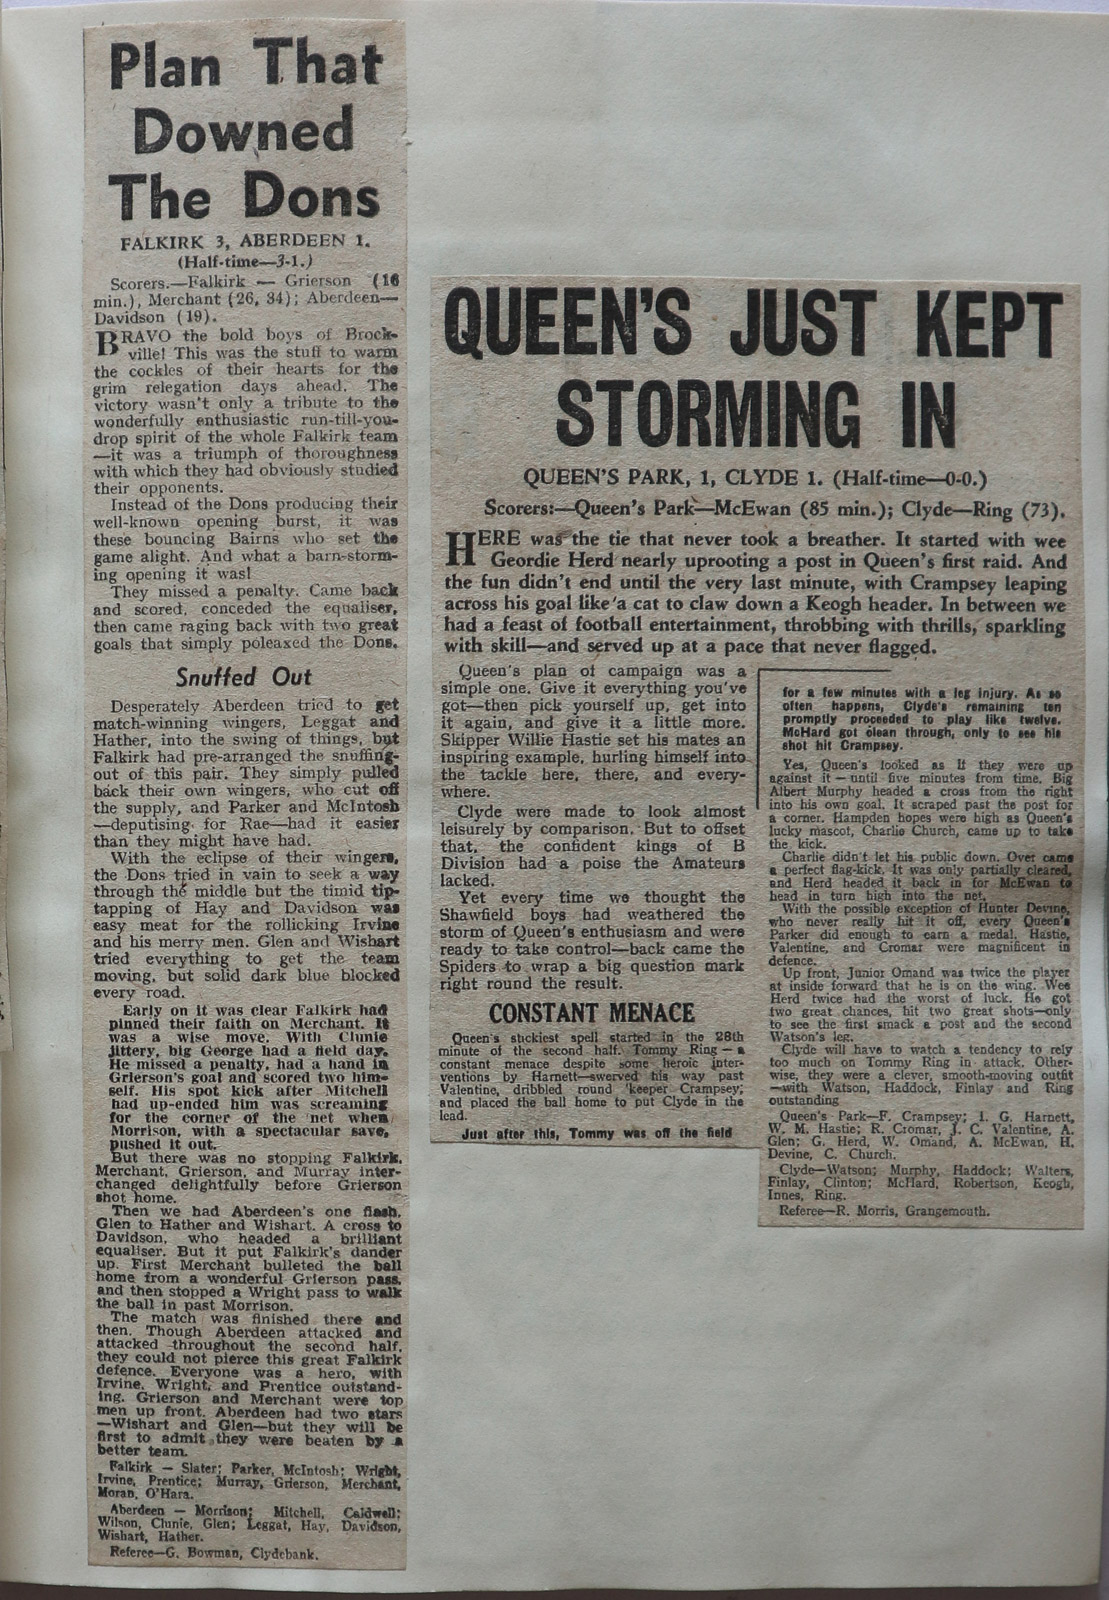 Plan That
Downed
The Dons
FALKIRK 3, ABERDEEN 1.
(Half-time—3-1.)
Scorers.—Falkirk — Grierson (16
min.), Merchant (26, 34); Aberdeen—
Davidson (19).
BRAVO the bold boys of Brock-
ville! This was the stuff to warm
the cockles of their hearts for the
grim relegation days ahead. The
victory wasn't only a tribute to the
wonderfully enthusiastic run-till-you-
drop spirit of the whole Falkirk team
—it was a triumph of thoroughness
with which they had obviously studied
their opponents.
Instead of the Dons producing their
well-known opening burst, it was
these bouncing Bairns who set the
game alight. And what a barn-storm-
ing opening it was!
They missed a penalty. Came back
and scored, conceded the equaliser,
then came raging back with two great
goals that simply poleaxed the Dons.
Snuffed Out
Desperately Aberdeen tried to get
match-winning wingers, Leggat and
Hather, into the swing of things, but
Falkirk had pre-arranged the snuffing-
out of this pair. They simply pulled
back their own wingers, who cut off
the supply, and Parker and McIntosh
—deputising for Rae—had it easier
than they might have had.
With the eclipse of their wingers,
the Dons tried in vain to seek a way
through the middle but the timid tip-
tapping of Hay and Davidson was
easy meat for the rollicking Irvine
and his merry men. Glen and Wishart
tried everything to get the team
moving, but solid dark blue blocked
every road.
Early on it was clear Falkirk had
pinned their faith on Merchant. It
was a wise move. With Clunie
jittery, big George had a field day.
He missed a penalty, had a hand in
Grierson's goal and scored two him-
self. His spot kick after Mitchell
had up-ended him was screaming
for the corner of the net when
Morrison, with a spectacular save,
pushed it out.
But there was no stopping Falkirk.
Merchant, Grierson, and Murray inter-
changed delightfully before Grierson
shot home.
Then we had Aberdeen's one flash.
Glen to Hather and Wishart. A cross to
Davidson, who headed a brilliant
equaliser. But it put Falkirk's dander
up. First Merchant bulleted the ball
home from a wonderful Grierson pass,
and then stopped a Wright pass to walk
the ball in past Morrison.
The match was finished there and
then. Though Aberdeen attacked and
attacked throughout the second half,
they could not pierce this great Falkirk
defence. Everyone was a hero, with
Irvine, Wright, and Prentice outstand-
ing. Grierson and Merchant were top
men up front. Aberdeen had two stars
—Wishart and Glen—but they will be
first to admit they were beaten by a
better team.
Falkirk — Slater; Parker, McIntosh; Wright,
Irvine, Prentice; Murray, Grierson, Merchant,
Moran, O'Hara.
Aberdeen — Morrison; Mitchell, Caldwell;
Wilson, Clunie, Glen; Leggat, Hay, Davidson,
Wishart, Hather.
Referee—G. Bowman, Clydebank.
QUEEN'S JUST KEPT
STORMING IN
QUEEN'S PARK, 1, CLYDE 1. (Half-time—0-0.)
Scorers:—Queen's Park—McEwan (85 min.); Clyde—Ring (73).
HERE was the tie that never took a breather. It started with wee
Geordie Herd nearly uprooting a post in Queen's first raid. And
the fun didn't end until the very last minute, with Crampsey leaping
across his goal like a cat to claw down a Keogh header. In between we
had a feast of football entertainment, throbbing with thrills, sparkling
with skill—and served up at a pace that never flagged.
Queen's plan of campaign was a
simple one. Give it everything you've
got—then pick yourself up, get into
it again, and give it a little more.
Skipper Willie Hastie set his mates an
inspiring example, hurling himself into
the tackle here, there, and every-
where.
Clyde were made to look almost
leisurely by comparison. But to offset
that, the confident kings of B
Division had a poise the Amateurs
lacked.
Yet every time we thought the
Shawfield boys had weathered the
storm of Queen's enthusiasm and were
ready to take control—back came the
Spiders to wrap a big question mark
right round the result.
CONSTANT MENACE
Queen's stickiest spell started in the 28th
minute of the second half. Tommy Ring — a
constant menace despite some heroic inter-
ventions by Harnett—swerved his way past
Valentine, dribbled round 'keeper Crampsey,
and placed the ball home to put Clyde in the
lead.
Just after this, Tommy was off the field
for a few minutes with a leg injury. As so
often happens, Clyde's remaining ten
promptly proceeded to play like twelve.
McHard got clean through, only to see his
shot hit Crampsey.
Yes, Queen's looked as if they were up
against it — until five minutes from time. Big
Albert Murphy headed a cross from the right
into his own goal. It scraped past the post for
a corner. Hampden hopes were high as Queen's
lucky mascot, Charlie Church, came up to take
the kick.
Charlie didn't let his public down. Over came
a perfect flag-kick. It was only partially cleared,
and Herd headed it back in for McEwan to
head in turn high into the net.
With the possible exception of Hunter Devine,
who never really hit it off, every Queen's
Parker did enough to earn a medal. Hastie,
Valentine, and Cromar were magnificent in
defence.
Up front, Junior Omand was twice the player
at inside forward that he is on the wing. Wee
Herd twice had the worst of luck. He got
two great chances, hit two great shots—only
to see the first smack a post and the second
Watson's leg.
Clyde will have to watch a tendency to rely
too much on Tommy Ring in attack. Other-
wise, they were a clever, smooth-moving outfit
—with Watson, Haddock, Finlay and Ring
outstanding
Queen's Park—F. Crampsey; I. G. Harnett,
W. M. Hastie; R. Cromar, J. C. Valentine, A.
Glen; G. Herd, W. Omand, A. McEwan, H.
Devine, C. Church.
Clyde—Watson; Murphy, Haddock; Walters,
Finlay, Clinton; McHard, Robertson, Keogh,
Innes, Ring.
Referee—R. Morris, Grangemouth.